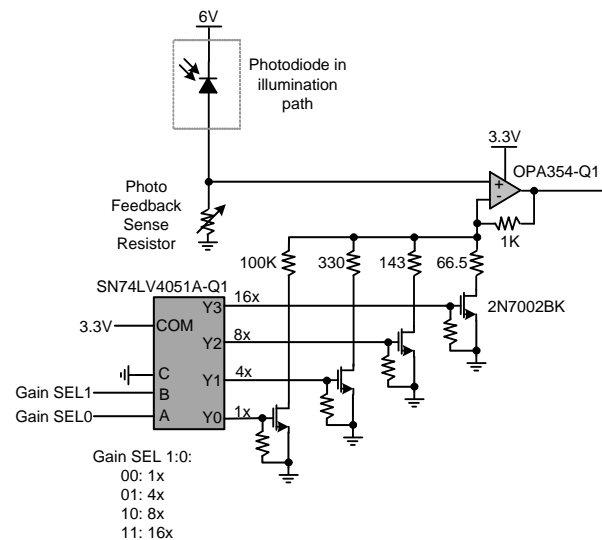 6V
Photodiode in
illumination
path
3.3V
OPA354-Q1
+
-
Photo
Feedback
Sense
Resistor
1K
100K
330
143
66.5
SN74LV4051A-Q1
Y3
16x
2N7002BK
3.3V
COM
Y2
8x
C
Y1
4x
Gain SEL1
B
Gain SEL0
A
Y0
1x
Gain SEL 1:0:
00: 1x
01: 4x
10: 8x
11: 16x